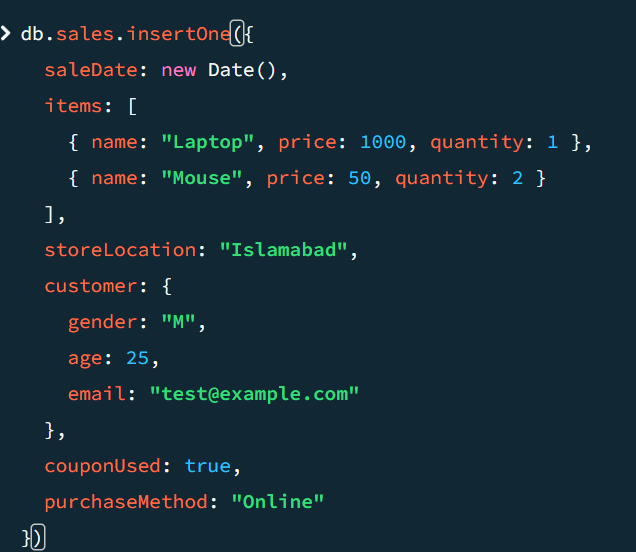 db.sales.insertOne({
  saleDate: new Date(),
  items: [
    { name: "Laptop", price: 1000, quantity: 1 },
    { name: "Mouse", price: 50, quantity: 2 }
  ],
  storeLocation: "Islamabad",
  customer: {
    gender: "M",
    age: 25,
    email: "test@example.com"
  },
  couponUsed: true,
  purchaseMethod: "Online"
})